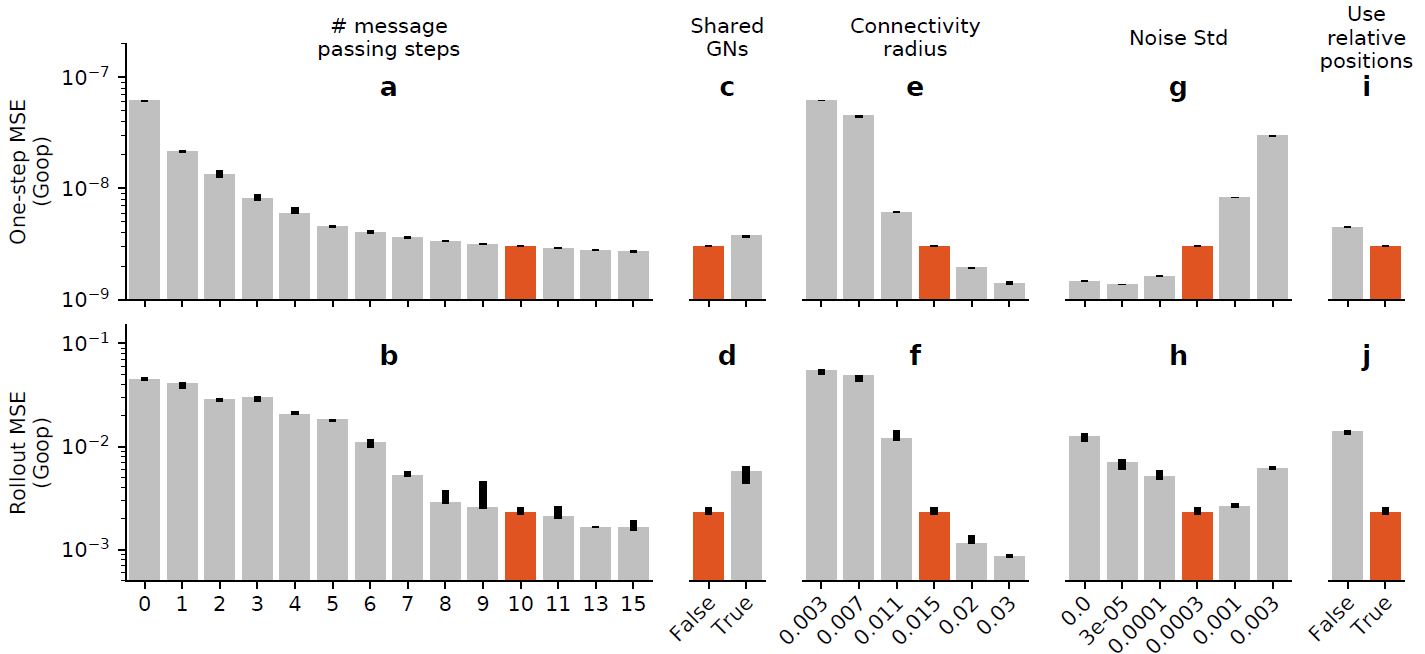 # message
passing steps
Shared
GNs
Connectivity
radius
Noise Std
Use
relative
positions
a
c
e
g
i
One-step MSE
(Goop)
10⁻⁷
10⁻⁸
10⁻⁹
b
d
f
h
j
Rollout MSE
(Goop)
10⁻¹
10⁻²
10⁻³
0 1 2 3 4 5 6 7 8 9 10 11 13 15
False True
0.003 0.007 0.011 0.015 0.02 0.03
0.0 3e-05 0.0001 0.0003 0.001 0.003
False True